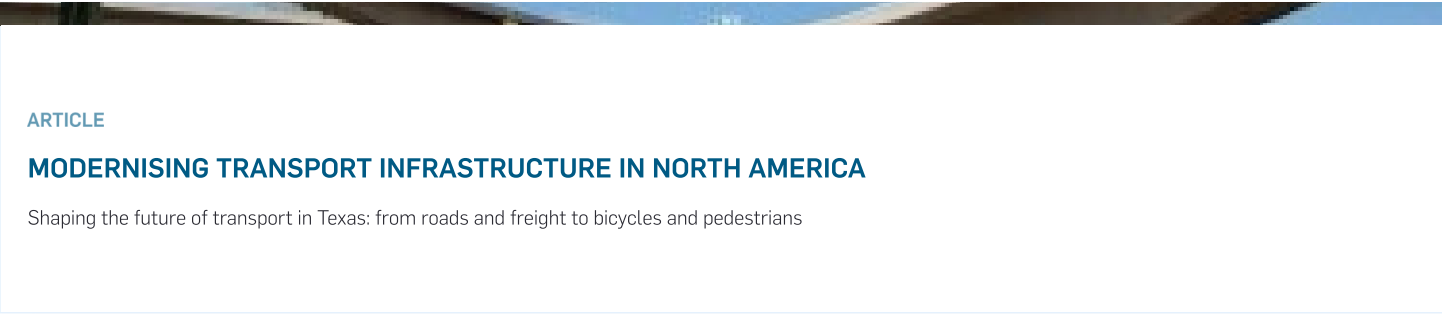 ARTICLE
MODERNISING TRANSPORT INFRASTRUCTURE IN NORTH AMERICA
Shaping the future of transport in Texas: from roads and freight to bicycles and pedestrians